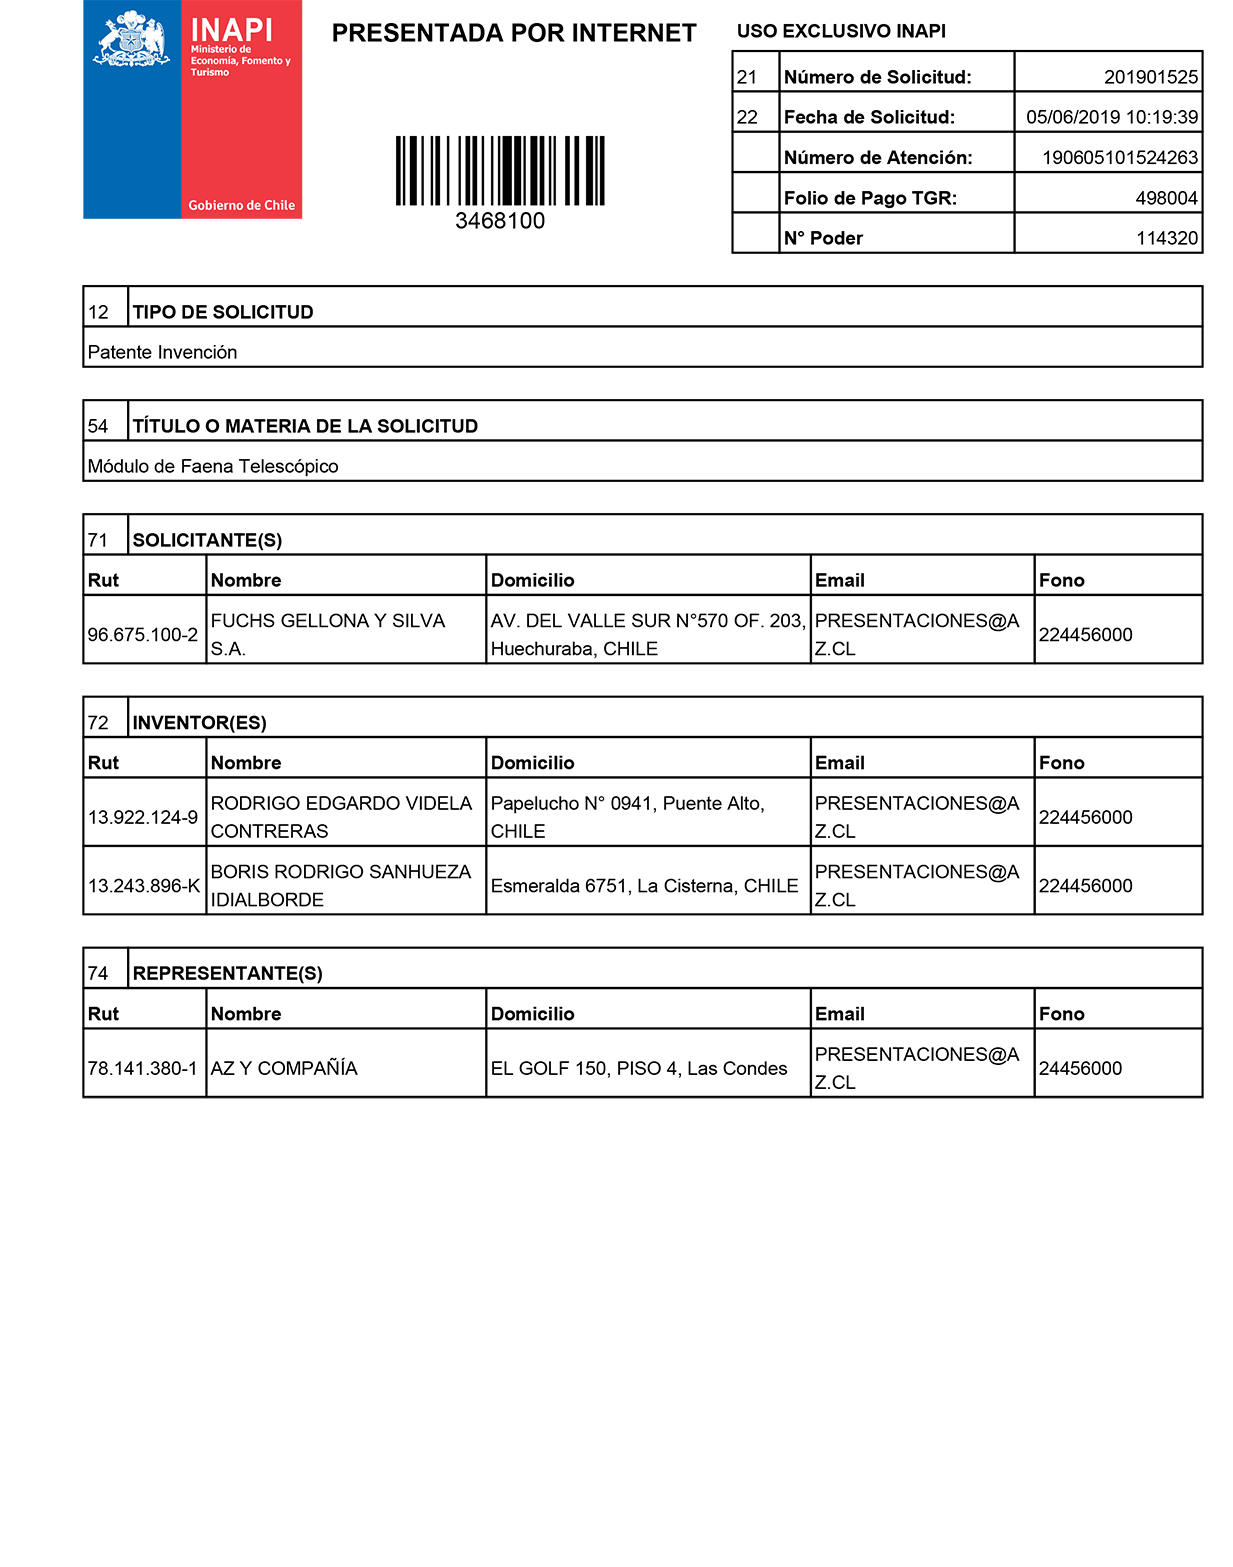 INAPI
Ministerio de
Economía, Fomento y
Turismo
Gobierno de Chile
PRESENTADA POR INTERNET
3468100
USO EXCLUSIVO INAPI
21 Número de Solicitud: 201901525
22 Fecha de Solicitud: 05/06/2019 10:19:39
Número de Atención: 190605101524263
Folio de Pago TGR: 498004
N° Poder 114320
12 TIPO DE SOLICITUD
Patente Invención
54 TÍTULO O MATERIA DE LA SOLICITUD
Módulo de Faena Telescópico
71 SOLICITANTE(S)
Rut Nombre Domicilio Email Fono
96.675.100-2 FUCHS GELLONA Y SILVA
S.A. AV. DEL VALLE SUR N°570 OF. 203,
Huechuraba, CHILE PRESENTACIONES@A
Z.CL 224456000
72 INVENTOR(ES)
Rut Nombre Domicilio Email Fono
13.922.124-9 RODRIGO EDGARDO VIDELA
CONTRERAS Papelucho N° 0941, Puente Alto,
CHILE PRESENTACIONES@A
Z.CL 224456000
13.243.896-K BORIS RODRIGO SANHUEZA
IDIALBORDE Esmeralda 6751, La Cisterna, CHILE PRESENTACIONES@A
Z.CL 224456000
74 REPRESENTANTE(S)
Rut Nombre Domicilio Email Fono
78.141.380-1 AZ Y COMPAÑÍA EL GOLF 150, PISO 4, Las Condes PRESENTACIONES@A
Z.CL 24456000